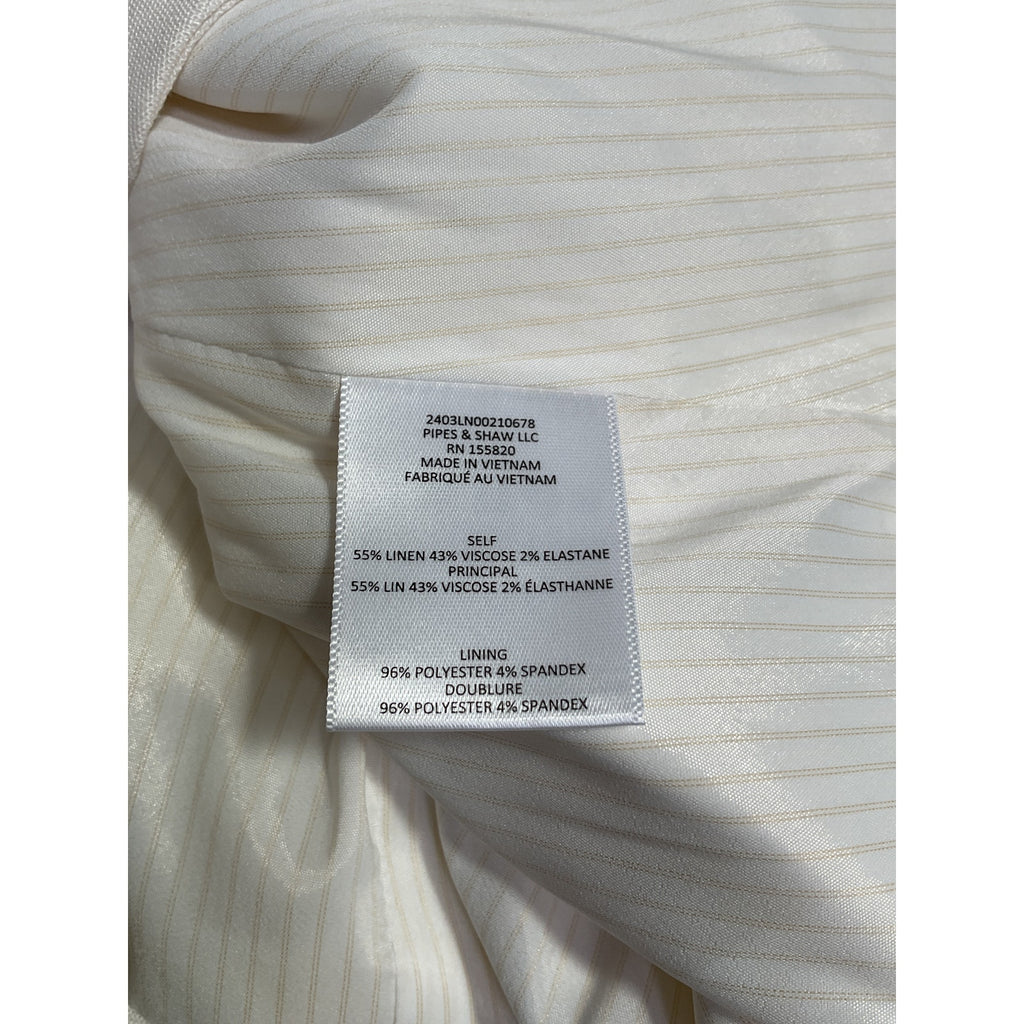 2403LN00210678
PIPES & SHAW LLC
RN 155820
MADE IN VIETNAM
FABRIQUÉ AU VIETNAM
SELF
55% LINEN 43% VISCOSE 2% ELASTANE
PRINCIPAL
55% LIN 43% VISCOSE 2% ÉLASTHANNE
LINING
96% POLYESTER 4% SPANDEX
DOUBLURE
96% POLYESTER 4% SPANDEX